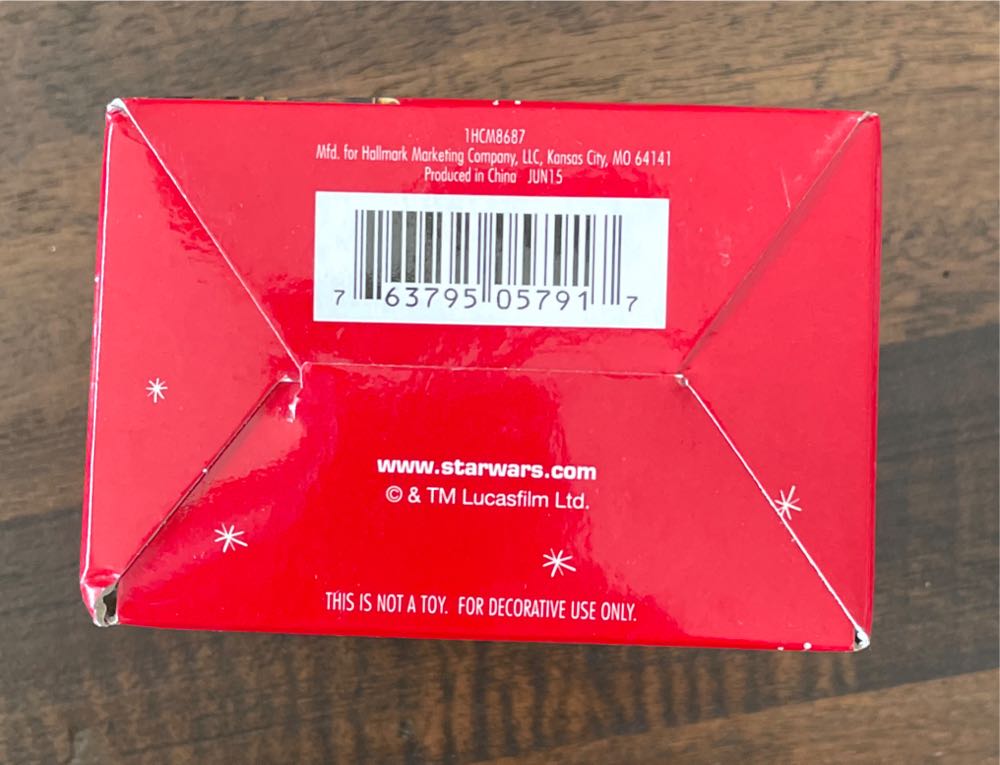 1HCM8687
Mfd. for Hallmark Marketing Company, LLC, Kansas City, MO 64141
Produced in China JUN15
7 63795 05791 7
www.starwars.com
© & TM Lucasfilm Ltd.
THIS IS NOT A TOY. FOR DECORATIVE USE ONLY.